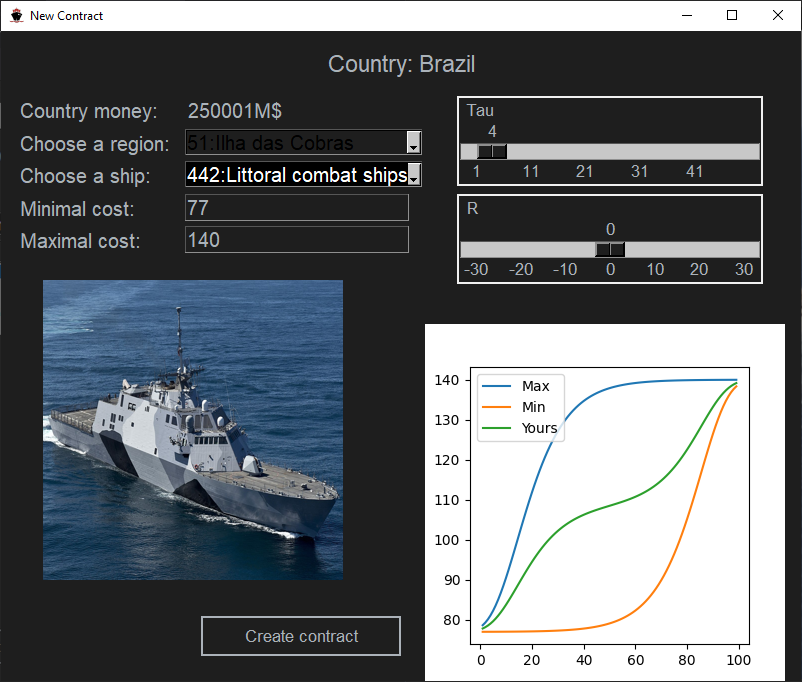 New Contract
Country: Brazil
Country money: 250001M$
Choose a region: 51:Ilha das Cobras
Choose a ship: 442:Littoral combat ships
Minimal cost: 77
Maximal cost: 140
Tau
4
1 11 21 31 41
R
0
-30 -20 -10 0 10 20 30
Max
Min
Yours
140
130
120
110
100
90
80
0 20 40 60 80 100
Create contract